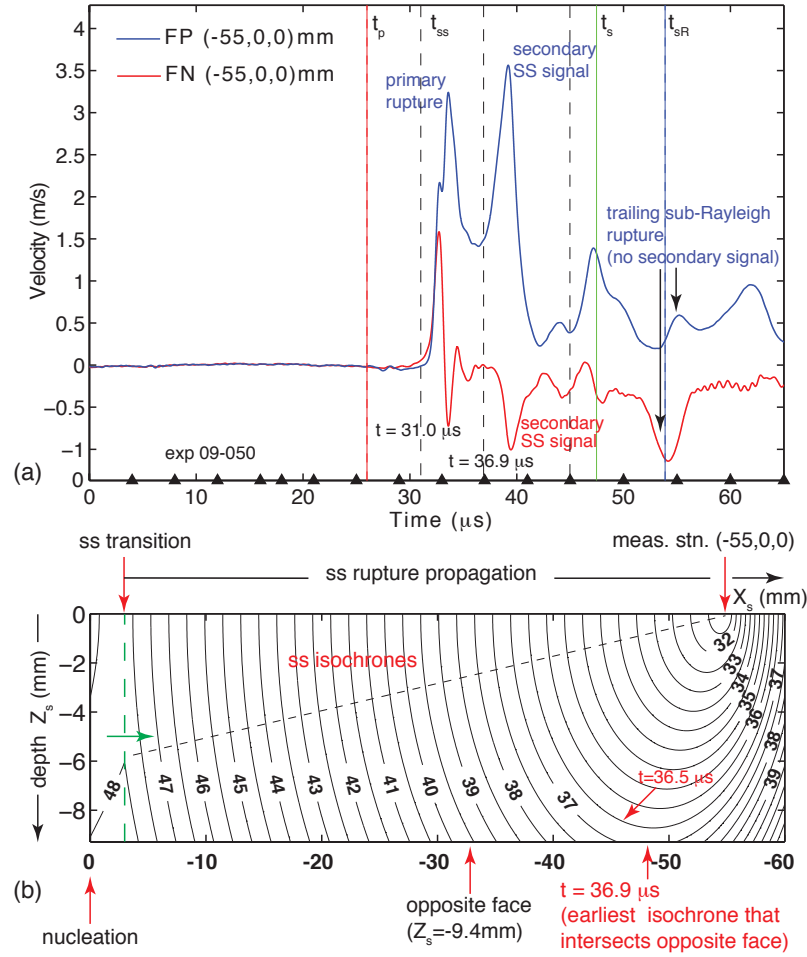 FP (-55,0,0)mm
FN (-55,0,0)mm
t_p
t_ss
t_s
t_sR
primary
rupture
secondary
SS signal
trailing sub-Rayleigh
rupture
(no secondary signal)
secondary
SS signal
t = 31.0 μs
t = 36.9 μs
exp 09-050
Velocity (m/s)
4
3.5
3
2.5
2
1.5
1
0.5
0
−0.5
−1
0
(a)
0 10 20 30 40 50 60
Time (μs)
ss transition
meas. stn. (-55,0,0)
ss rupture propagation
X_s (mm)
ss isochrones
depth Z_s (mm)
0
−2
−4
−6
−8
32
33
34
35
36
37
38
39
t=36.5 μs
48 47 46 45 44 43 42 41 40 39 38 37
0 -10 -20 -30 -40 -50 -60
(b)
nucleation
opposite face
(Z_s=-9.4mm)
t = 36.9 μs
(earliest isochrone that
intersects opposite face)